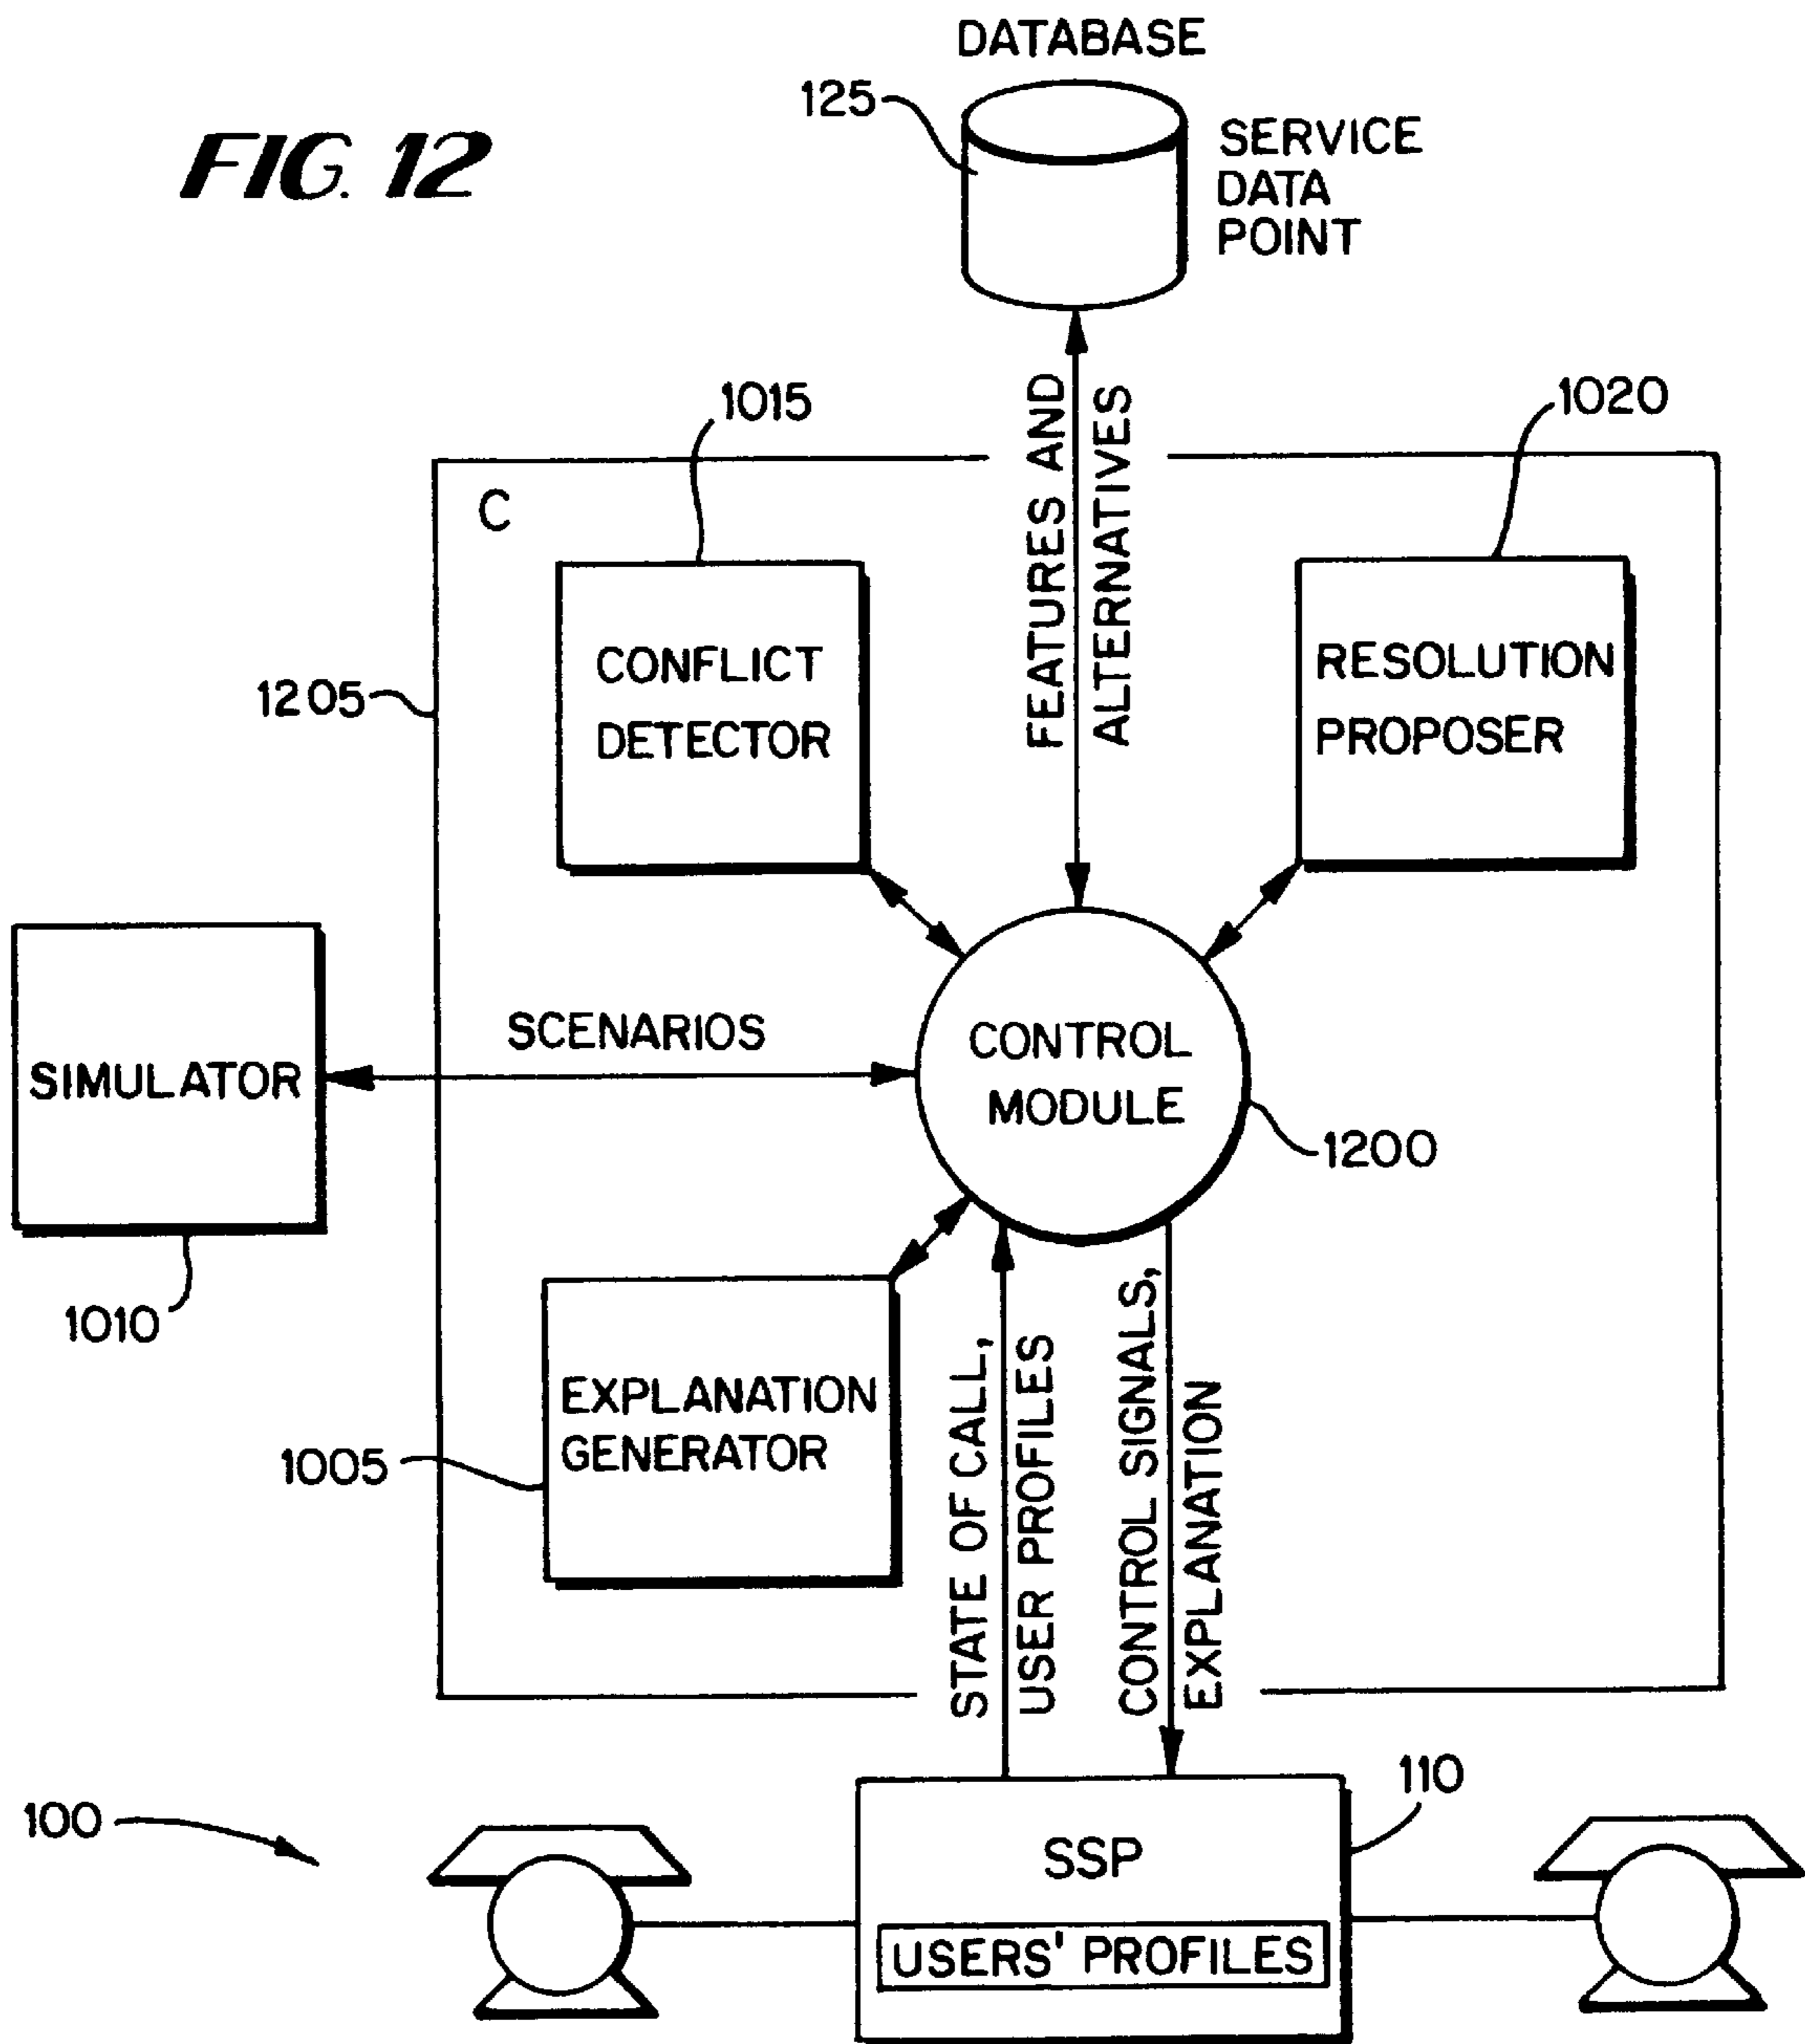 DATABASE
125
SERVICE
DATA
POINT
FIG. 12
1015
1020
FEATURES AND
ALTERNATIVES
C
CONFLICT
DETECTOR
RESOLUTION
PROPOSER
1205
SCENARIOS
CONTROL
MODULE
SIMULATOR
1200
1010
EXPLANATION
GENERATOR
1005
STATE OF CALL,
USER PROFILES
CONTROL SIGNALS,
EXPLANATION
110
100
SSP
USERS' PROFILES